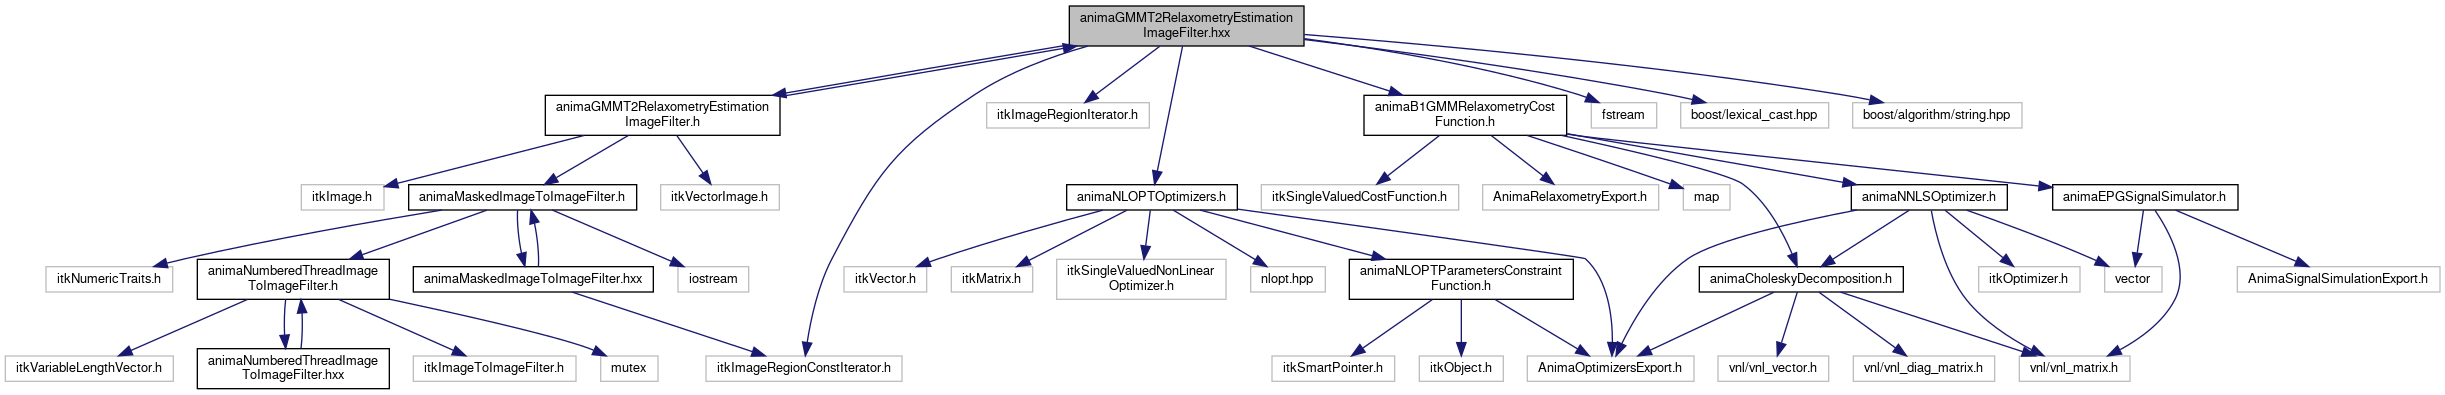 animaGMMT2RelaxometryEstimation
ImageFilter.hxx
animaGMMT2RelaxometryEstimation
ImageFilter.h
itkImageRegionIterator.h
animaB1GMMRelaxometryCost
Function.h
fstream
boost/lexical_cast.hpp
boost/algorithm/string.hpp
itkImage.h
animaMaskedImageToImageFilter.h
itkVectorImage.h
animaNLOPTOptimizers.h
itkSingleValuedCostFunction.h
AnimaRelaxometryExport.h
map
animaNNLSOptimizer.h
animaEPGSignalSimulator.h
itkNumericTraits.h
animaNumberedThreadImage
ToImageFilter.h
animaMaskedImageToImageFilter.hxx
iostream
itkVector.h
itkMatrix.h
itkSingleValuedNonLinear
Optimizer.h
nlopt.hpp
animaNLOPTParametersConstraint
Function.h
animaCholeskyDecomposition.h
itkOptimizer.h
vector
AnimaSignalSimulationExport.h
itkVariableLengthVector.h
animaNumberedThreadImage
ToImageFilter.hxx
itkImageToImageFilter.h
mutex
itkImageRegionConstIterator.h
itkSmartPointer.h
itkObject.h
AnimaOptimizersExport.h
vnl/vnl_vector.h
vnl/vnl_diag_matrix.h
vnl/vnl_matrix.h